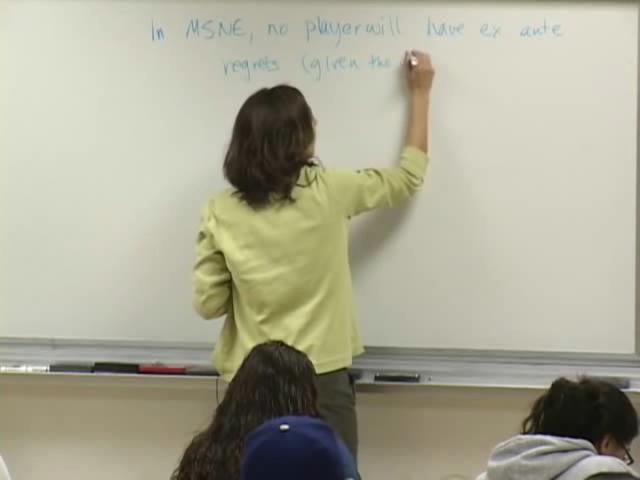 In MSNE, no player will have ex ante
regrets (given the